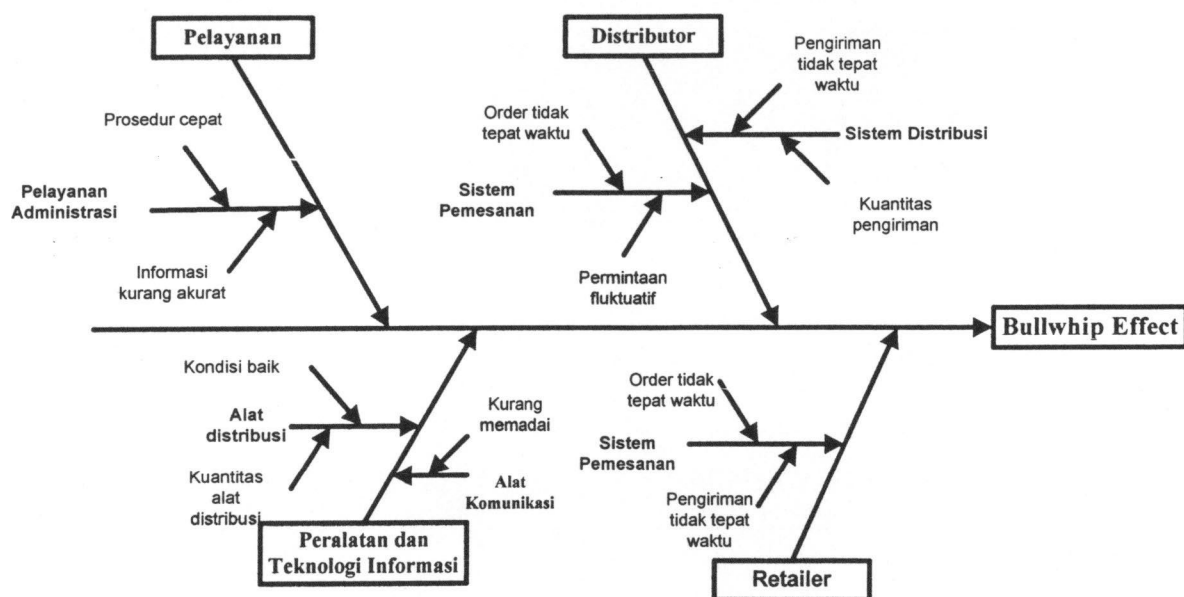 Pelayanan
Distributor
Pengiriman
tidak tepat
waktu
Prosedur cepat
Order tidak
tepat waktu
Sistem Distribusi
Pelayanan
Administrasi
Sistem
Pemesanan
Kuantitas
pengiriman
Informasi
kurang akurat
Permintaan
fluktuatif
Bullwhip Effect
Kondisi baik
Kurang
memadai
Order tidak
tepat waktu
Alat
distribusi
Sistem
Pemesanan
Kuantitas
alat
distribusi
Alat
Komunikasi
Pengiriman
tidak tepat
waktu
Peralatan dan
Teknologi Informasi
Retailer